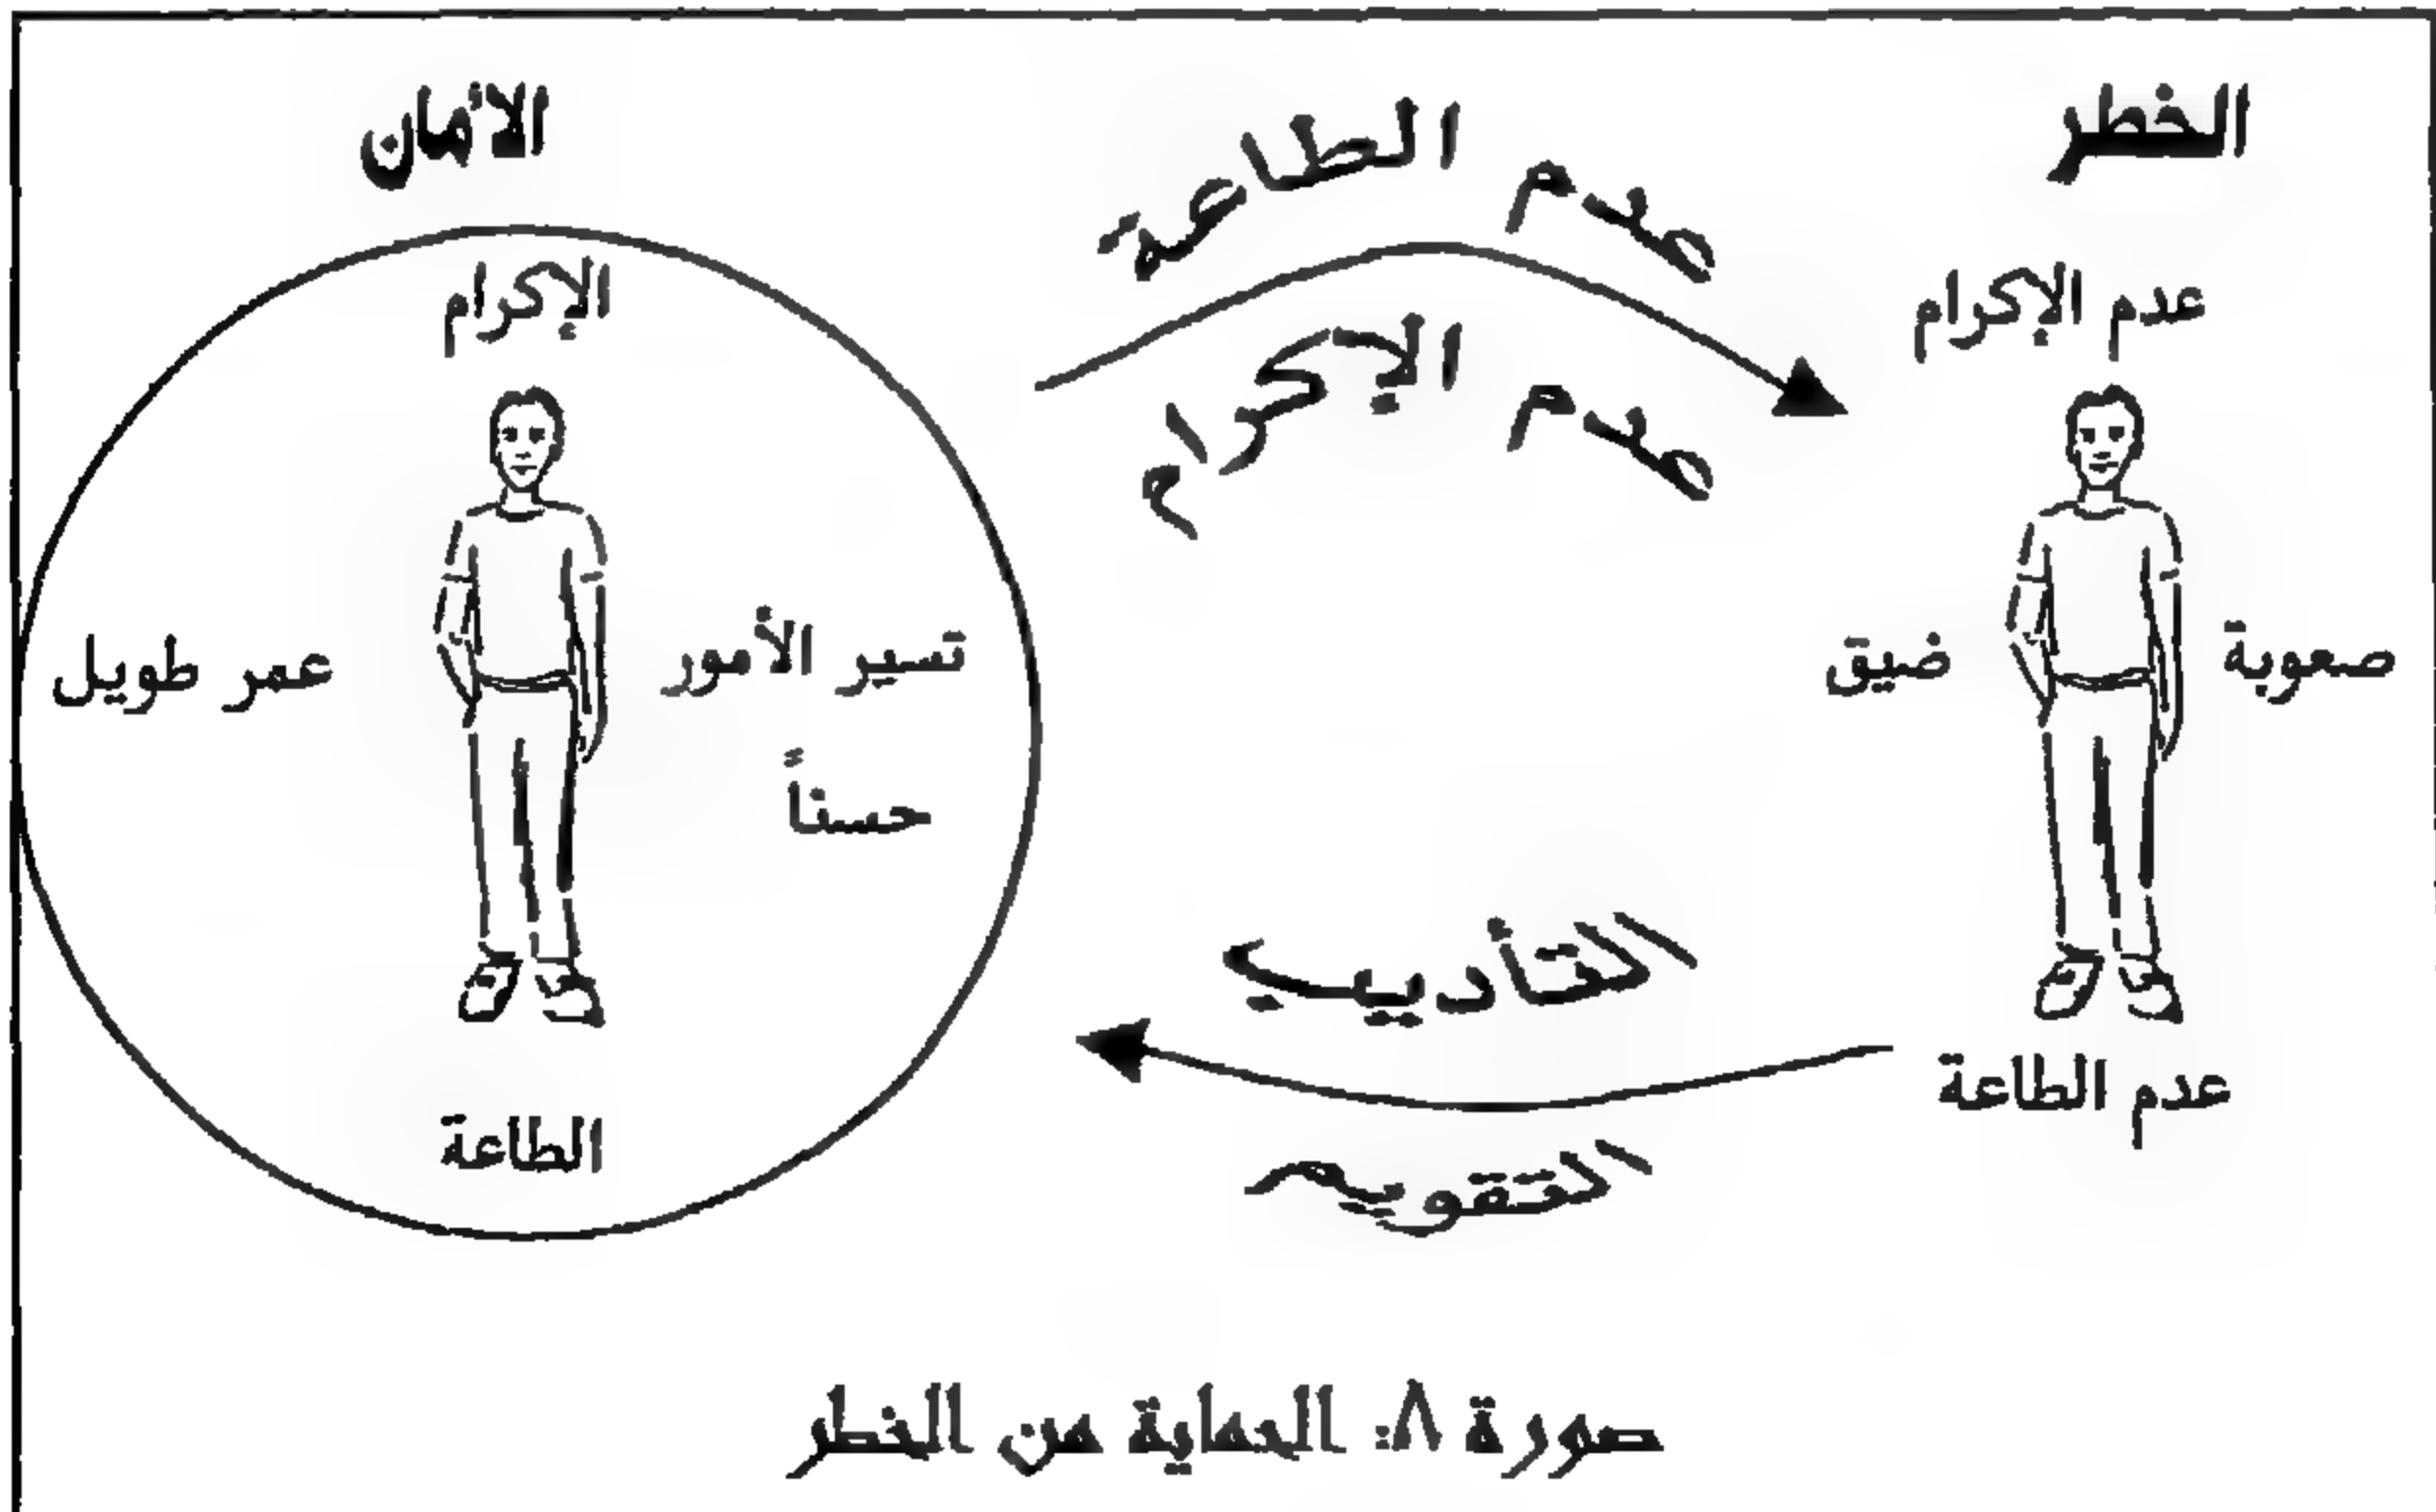 الخطر
عدم الإكرام
صعوبة
ضيق
عدم الطاعة
عدم الطاعة
عدم الإكرام
التأديب
التقويم
الأمان
الإكرام
تسير الأمور
حسناً
عمر طويل
الطاعة
صورة ٨: الحماية من الخطر